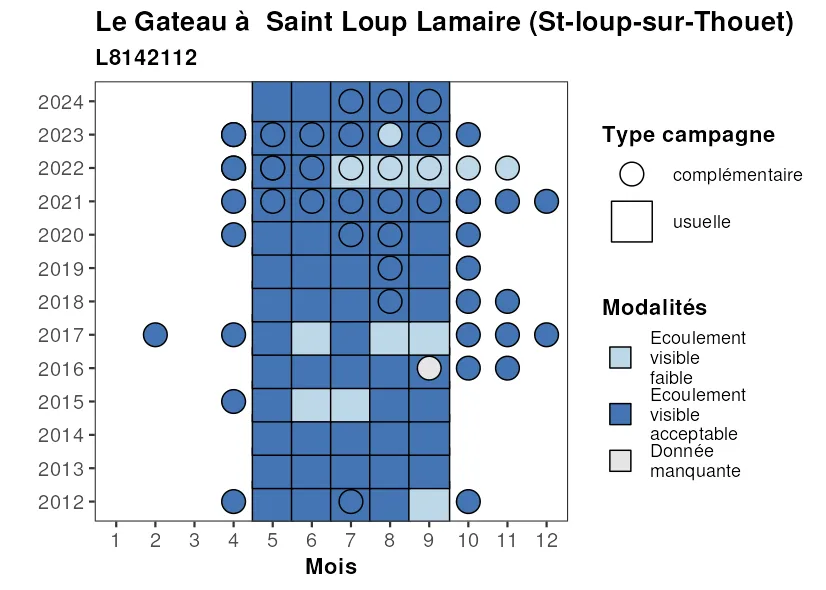 Le Gateau à  Saint Loup Lamaire (St-loup-sur-Thouet)
L8142112
2024
2023
2022
2021
2020
2019
2018
2017
2016
2015
2014
2013
2012
1 2 3 4 5 6 7 8 9 10 11 12
Mois
Type campagne
complémentaire
usuelle
Modalités
Ecoulement
visible
faible
Ecoulement
visible
acceptable
Donnée
manquante